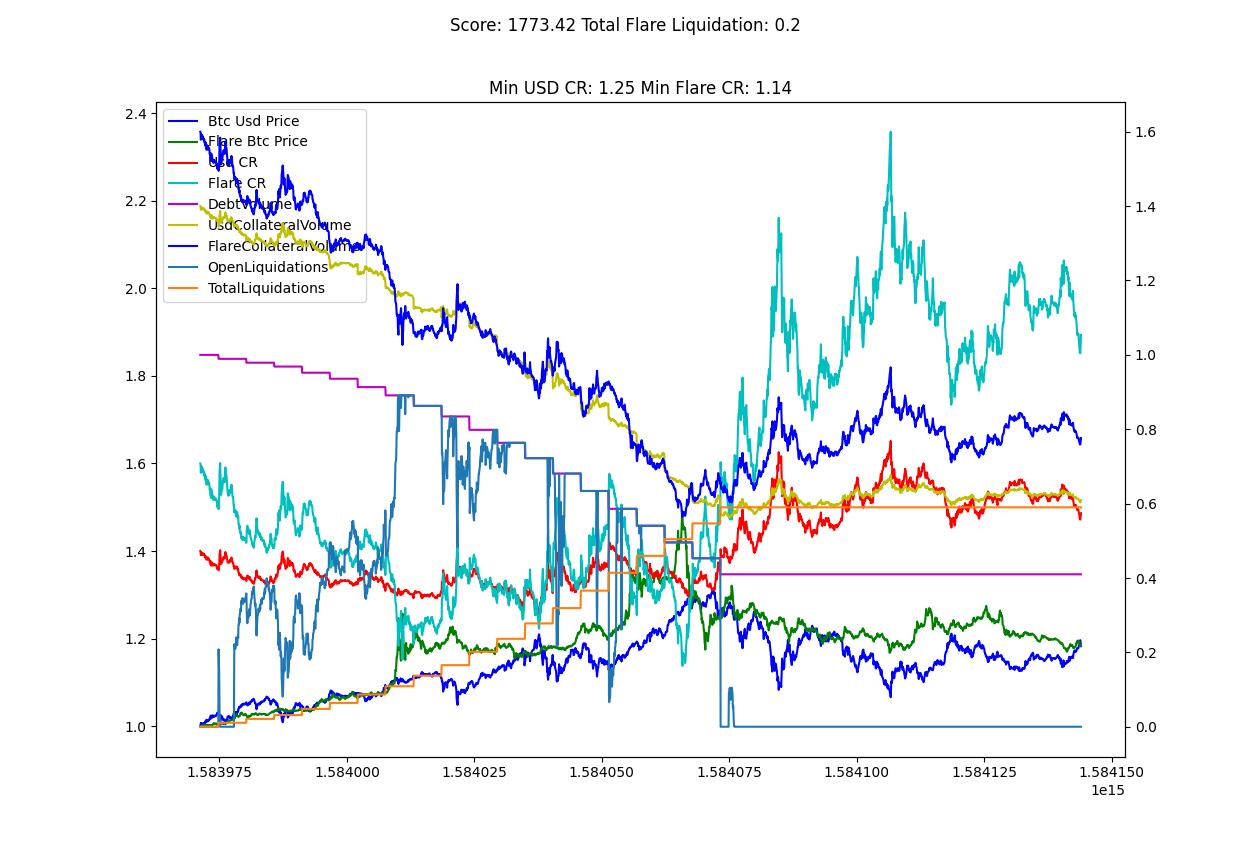 Score: 1773.42 Total Flare Liquidation: 0.2
Min USD CR: 1.25 Min Flare CR: 1.14
Btc Usd Price
Flare Btc Price
Usd CR
Flare CR
DebtVolume
UsdCollateralVolume
FlareCollateralVolume
OpenLiquidations
TotalLiquidations
2.4
2.2
2.0
1.8
1.6
1.4
1.2
1.0
1.6
1.4
1.2
1.0
0.8
0.6
0.4
0.2
0.0
1.583975 1.584000 1.584025 1.584050 1.584075 1.584100 1.584125 1.584150
1e15